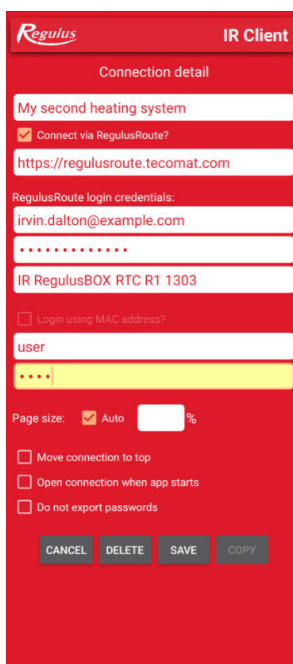 Regulus
IR Client
Connection detail
My second heating system
Connect via RegulusRoute?
https://regulusroute.tecomat.com
RegulusRoute login credentials:
irvin.dalton@example.com
•••••••••••••
IR RegulusBOX RTC R1 1303
Login using MAC address?
user
••••
Page size: Auto %
Move connection to top
Open connection when app starts
Do not export passwords
CANCEL DELETE SAVE COPY